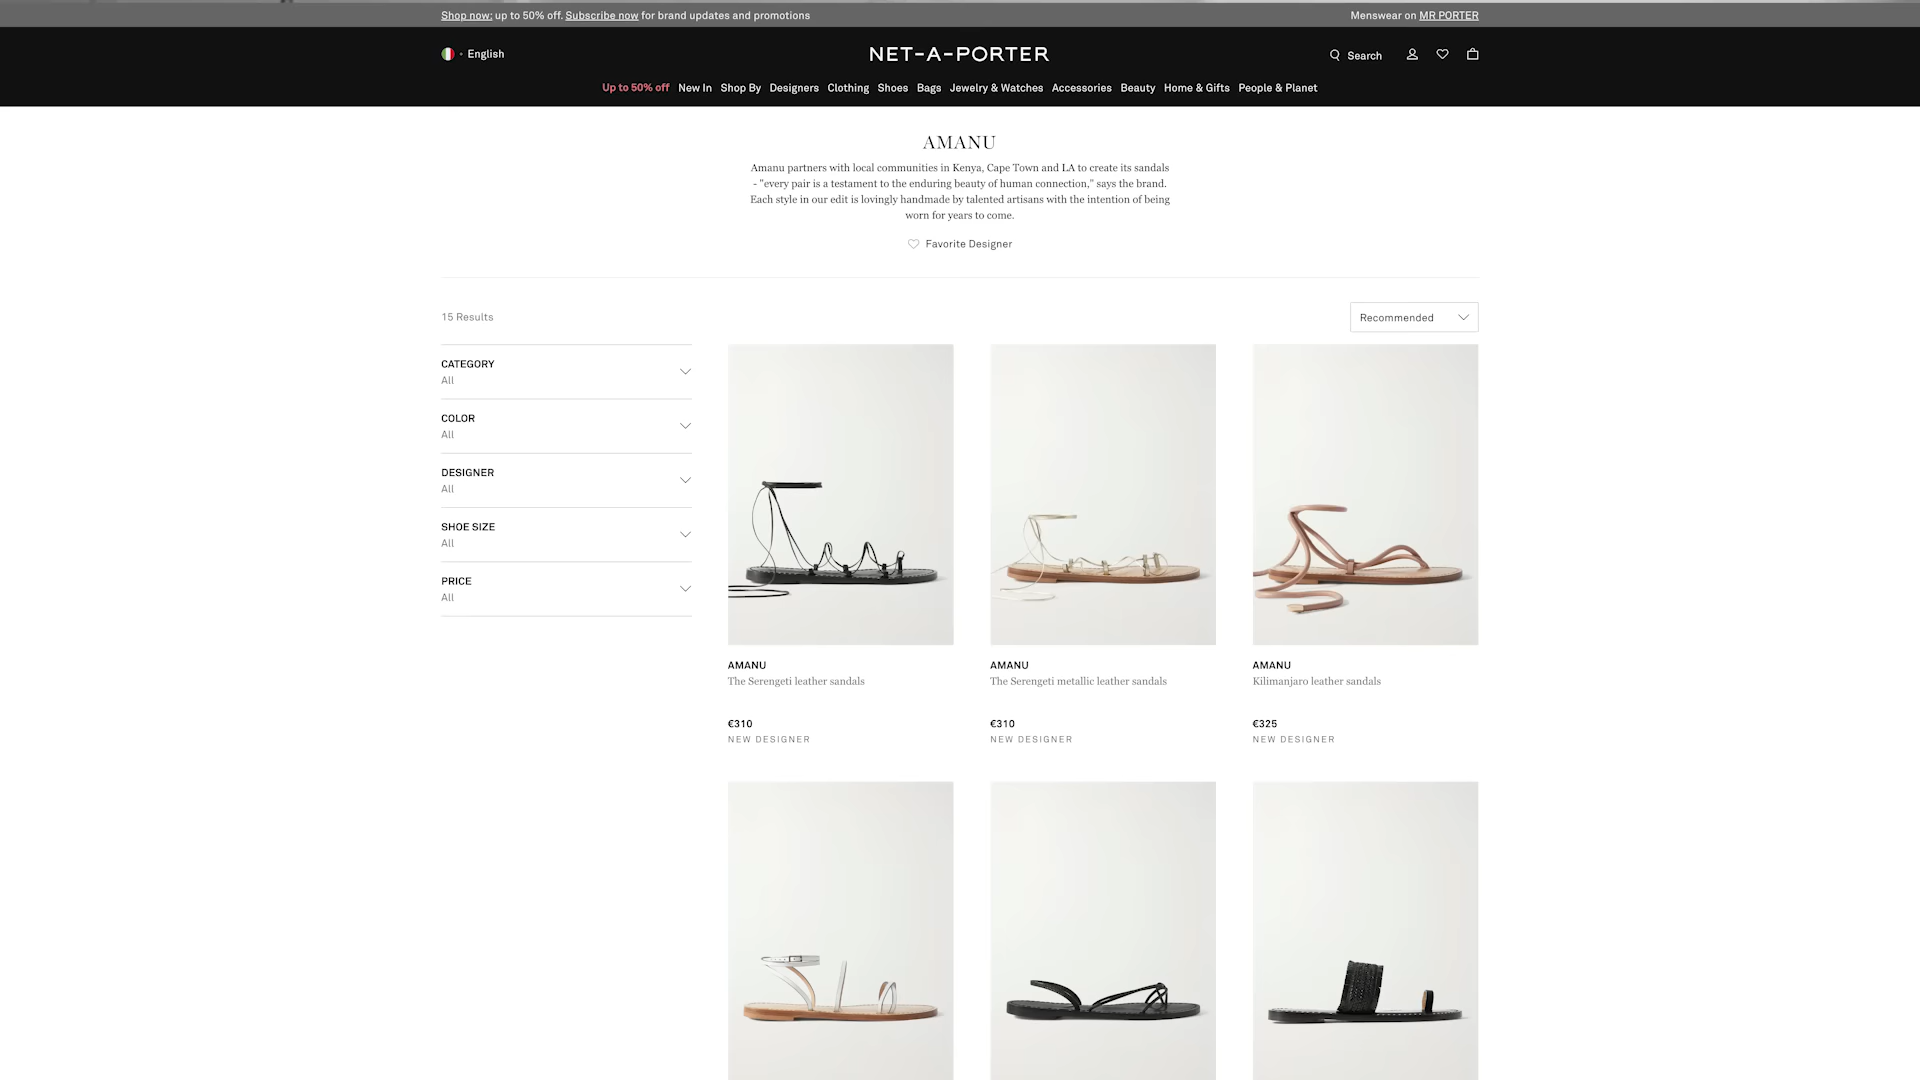 Shop now: up to 50% off. Subscribe now for brand updates and promotions
Menswear on MR PORTER
English
NET-A-PORTER
Search
Up to 50% off New In Shop By Designers Clothing Shoes Bags Jewelry & Watches Accessories Beauty Home & Gifts People & Planet
AMANU
Amanu partners with local communities in Kenya, Cape Town and LA to create its sandals
- "every pair is a testament to the enduring beauty of human connection," says the brand.
Each style in our edit is lovingly handmade by talented artisans with the intention of being
worn for years to come.
Favorite Designer
15 Results
Recommended
CATEGORY
All
COLOR
All
DESIGNER
All
SHOE SIZE
All
PRICE
All
AMANU
The Serengeti leather sandals
€310
NEW DESIGNER
AMANU
The Serengeti metallic leather sandals
€310
NEW DESIGNER
AMANU
Kilimanjaro leather sandals
€325
NEW DESIGNER